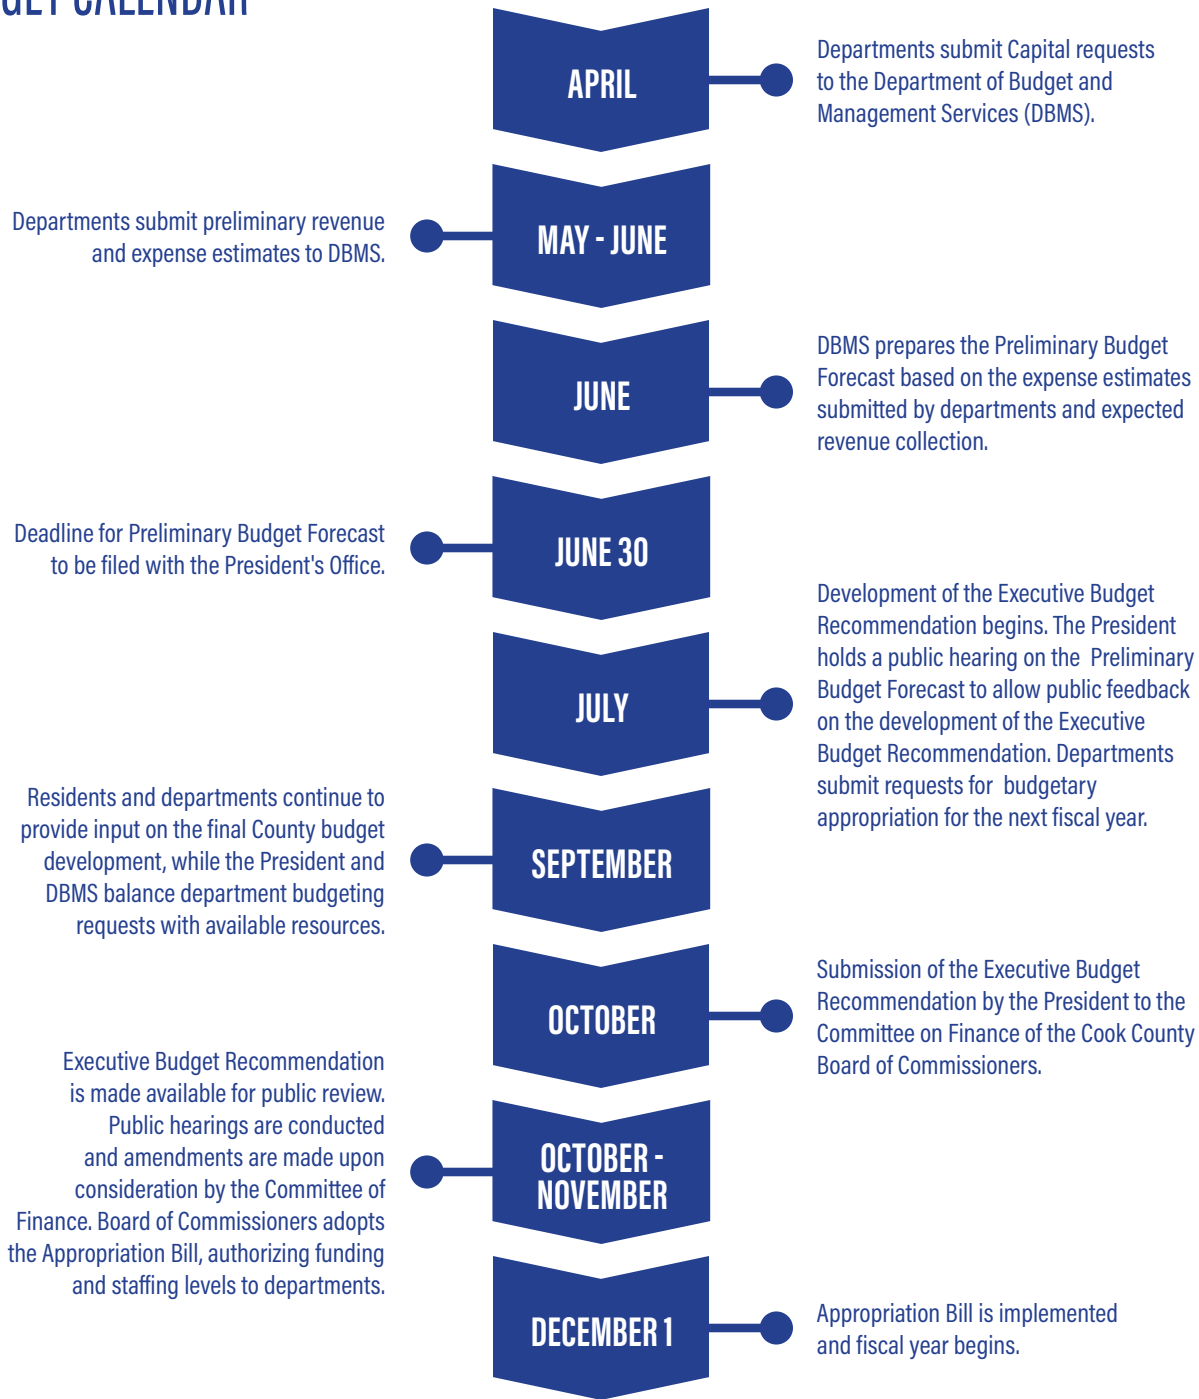 GET CALENDAR
APRIL
Departments submit Capital requests
to the Department of Budget and
Management Services (DBMS).
MAY - JUNE
Departments submit preliminary revenue
and expense estimates to DBMS.
JUNE
DBMS prepares the Preliminary Budget
Forecast based on the expense estimates
submitted by departments and expected
revenue collection.
JUNE 30
Deadline for Preliminary Budget Forecast
to be filed with the President's Office.
JULY
Development of the Executive Budget
Recommendation begins. The President
holds a public hearing on the Preliminary
Budget Forecast to allow public feedback
on the development of the Executive
Budget Recommendation. Departments
submit requests for budgetary
appropriation for the next fiscal year.
SEPTEMBER
Residents and departments continue to
provide input on the final County budget
development, while the President and
DBMS balance department budgeting
requests with available resources.
OCTOBER
Submission of the Executive Budget
Recommendation by the President to the
Committee on Finance of the Cook County
Board of Commissioners.
OCTOBER -
NOVEMBER
Executive Budget Recommendation
is made available for public review.
Public hearings are conducted
and amendments are made upon
consideration by the Committee of
Finance. Board of Commissioners adopts
the Appropriation Bill, authorizing funding
and staffing levels to departments.
DECEMBER 1
Appropriation Bill is implemented
and fiscal year begins.